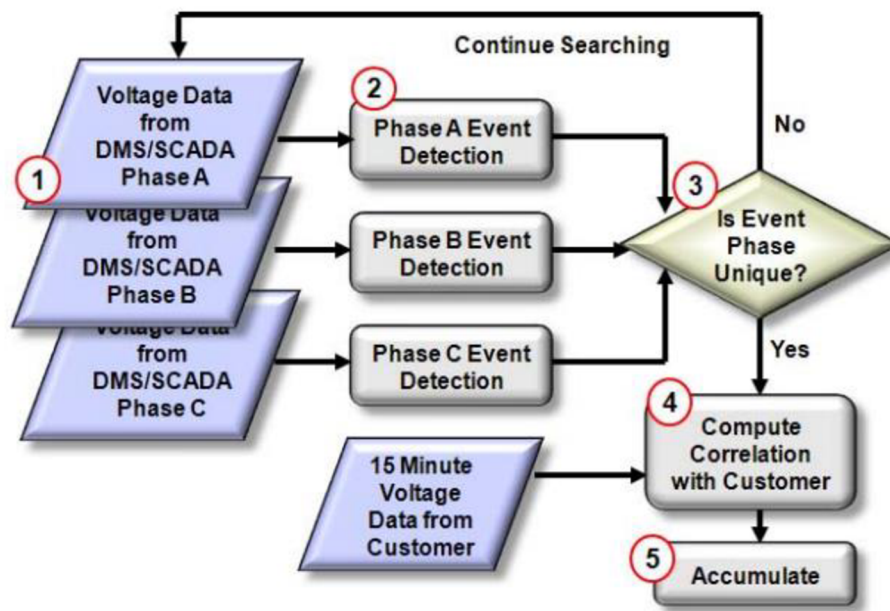 Continue Searching
1
Voltage Data
from
DMS/SCADA
Phase A
Voltage Data
from
DMS/SCADA
Phase B
Voltage Data
from
DMS/SCADA
Phase C
2
Phase A Event
Detection
Phase B Event
Detection
Phase C Event
Detection
No
3
Is Event
Phase
Unique?
Yes
15 Minute
Voltage
Data from
Customer
4
Compute
Correlation
with Customer
5
Accumulate